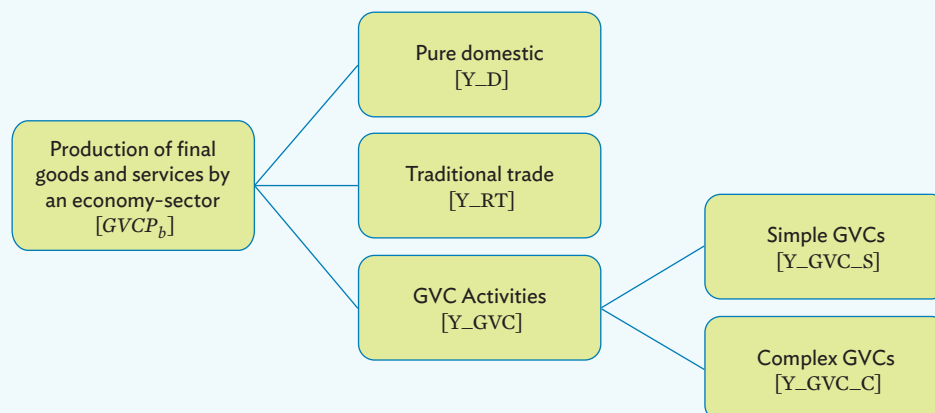 Pure domestic
[Y_D]
Production of final
goods and services by
an economy-sector
[GVCP_b]
Traditional trade
[Y_RT]
GVC Activities
[Y_GVC]
Simple GVCs
[Y_GVC_S]
Complex GVCs
[Y_GVC_C]